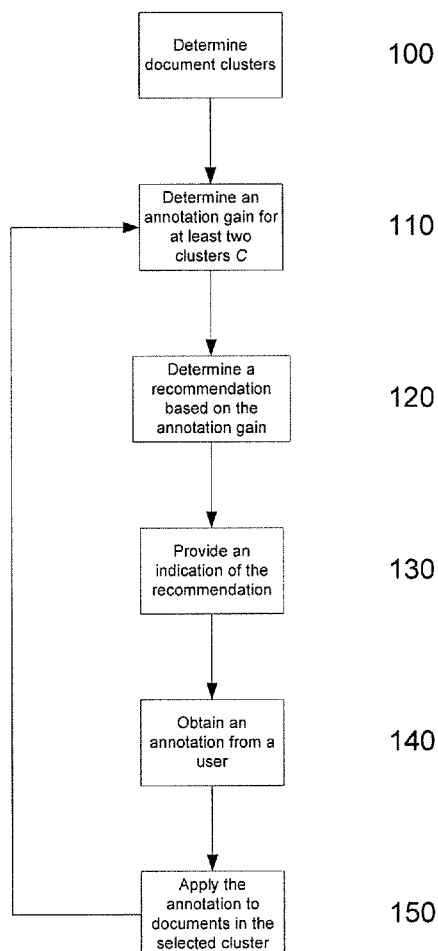 Determine
document clusters
100
Determine an
annotation gain for
at least two
clusters C
110
Determine a
recommendation
based on the
annotation gain
120
Provide an
indication of the
recommendation
130
Obtain an
annotation from a
user
140
Apply the
annotation to
documents in the
selected cluster
150